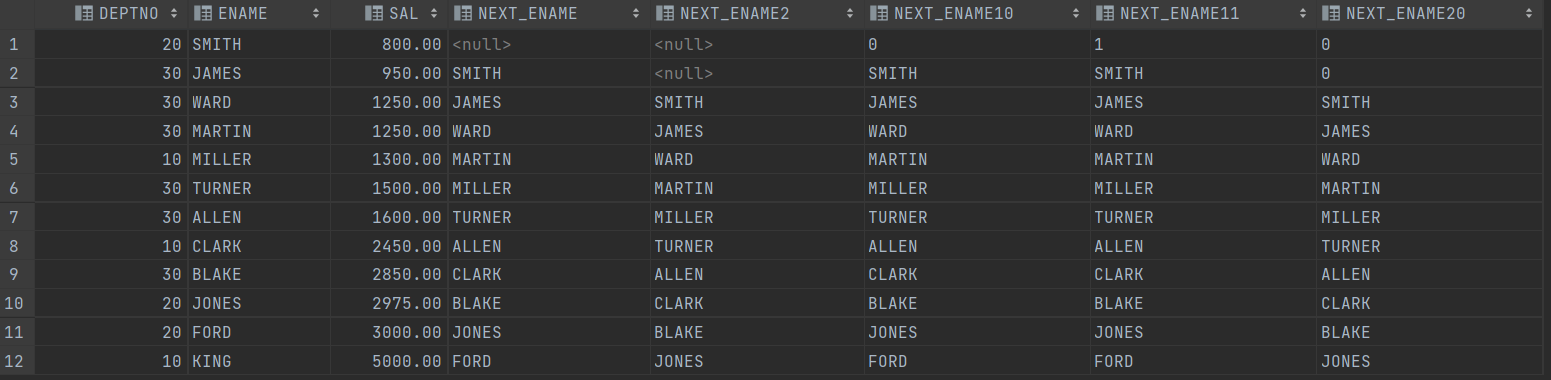 DEPTNO ENAME SAL NEXT_ENAME NEXT_ENAME2 NEXT_ENAME10 NEXT_ENAME11 NEXT_ENAME20
1 20 SMITH 800.00 <null> <null> 0 1 0
2 30 JAMES 950.00 SMITH <null> SMITH SMITH 0
3 30 WARD 1250.00 JAMES SMITH JAMES JAMES SMITH
4 30 MARTIN 1250.00 WARD JAMES WARD WARD JAMES
5 10 MILLER 1300.00 MARTIN WARD MARTIN MARTIN WARD
6 30 TURNER 1500.00 MILLER MARTIN MILLER MILLER MARTIN
7 30 ALLEN 1600.00 TURNER MILLER TURNER TURNER MILLER
8 10 CLARK 2450.00 ALLEN TURNER ALLEN ALLEN TURNER
9 30 BLAKE 2850.00 CLARK ALLEN CLARK CLARK ALLEN
10 20 JONES 2975.00 BLAKE CLARK BLAKE BLAKE CLARK
11 20 FORD 3000.00 JONES BLAKE JONES JONES BLAKE
12 10 KING 5000.00 FORD JONES FORD FORD JONES